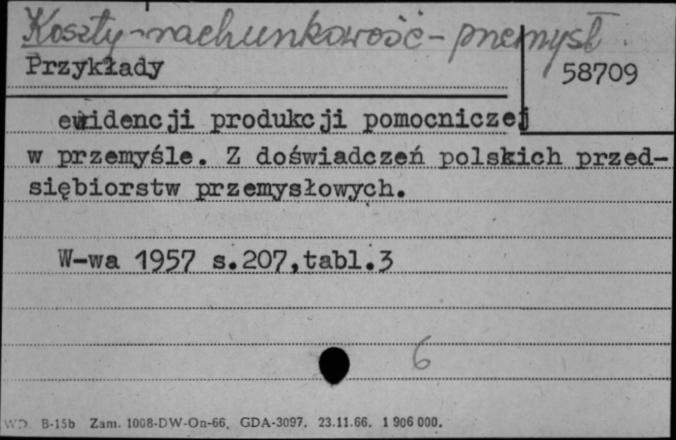 Koszty-rachunkowość-przemysł
Przykłady
58709
ewidencji produkcji pomocniczej
w przemyśle. Z doświadczeń polskich przed-
siębiorstw przemysłowych.
W-wa 1957 s.207,tabl.3
6
WD. B-15b Zam. 1008-DW-On-66. GDA-3097. 23.11.66. 1 906 000.